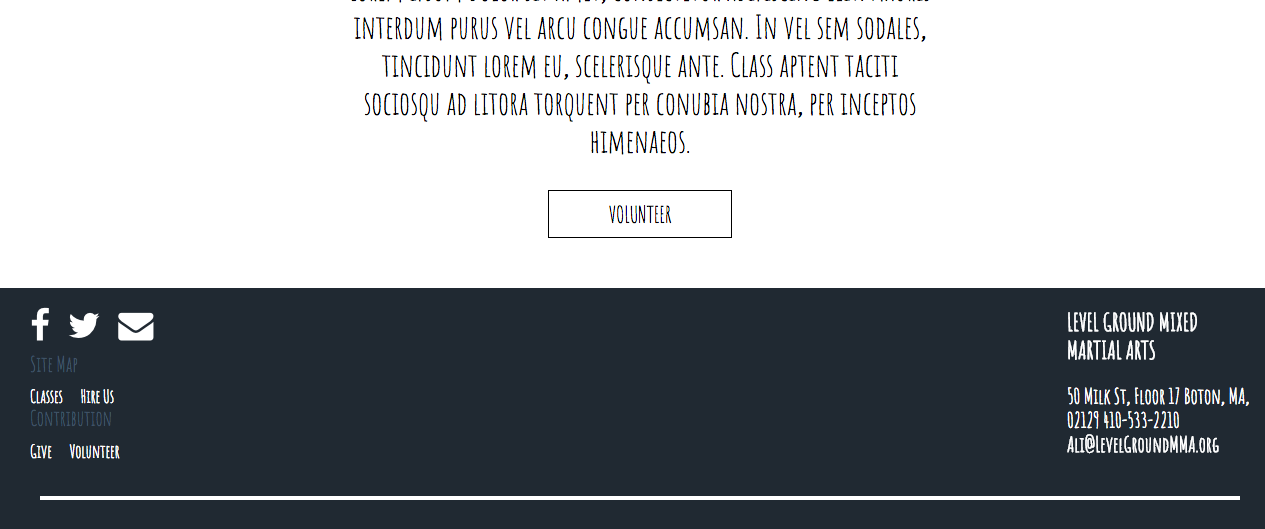 interdum purus vel arcu congue accumsan. In vel sem sodales,
tincidunt lorem eu, scelerisque ante. Class aptent taciti
sociosqu ad litora torquent per conubia nostra, per inceptos
himenaeos.
VOLUNTEER
Site Map
Classes Hire Us
Contribution
Give Volunteer
LEVEL GROUND MIXED
MARTIAL ARTS
50 Milk St, Floor 17 Boton, MA,
02129 410-533-2210
Ali@LevelGroundMMA.org